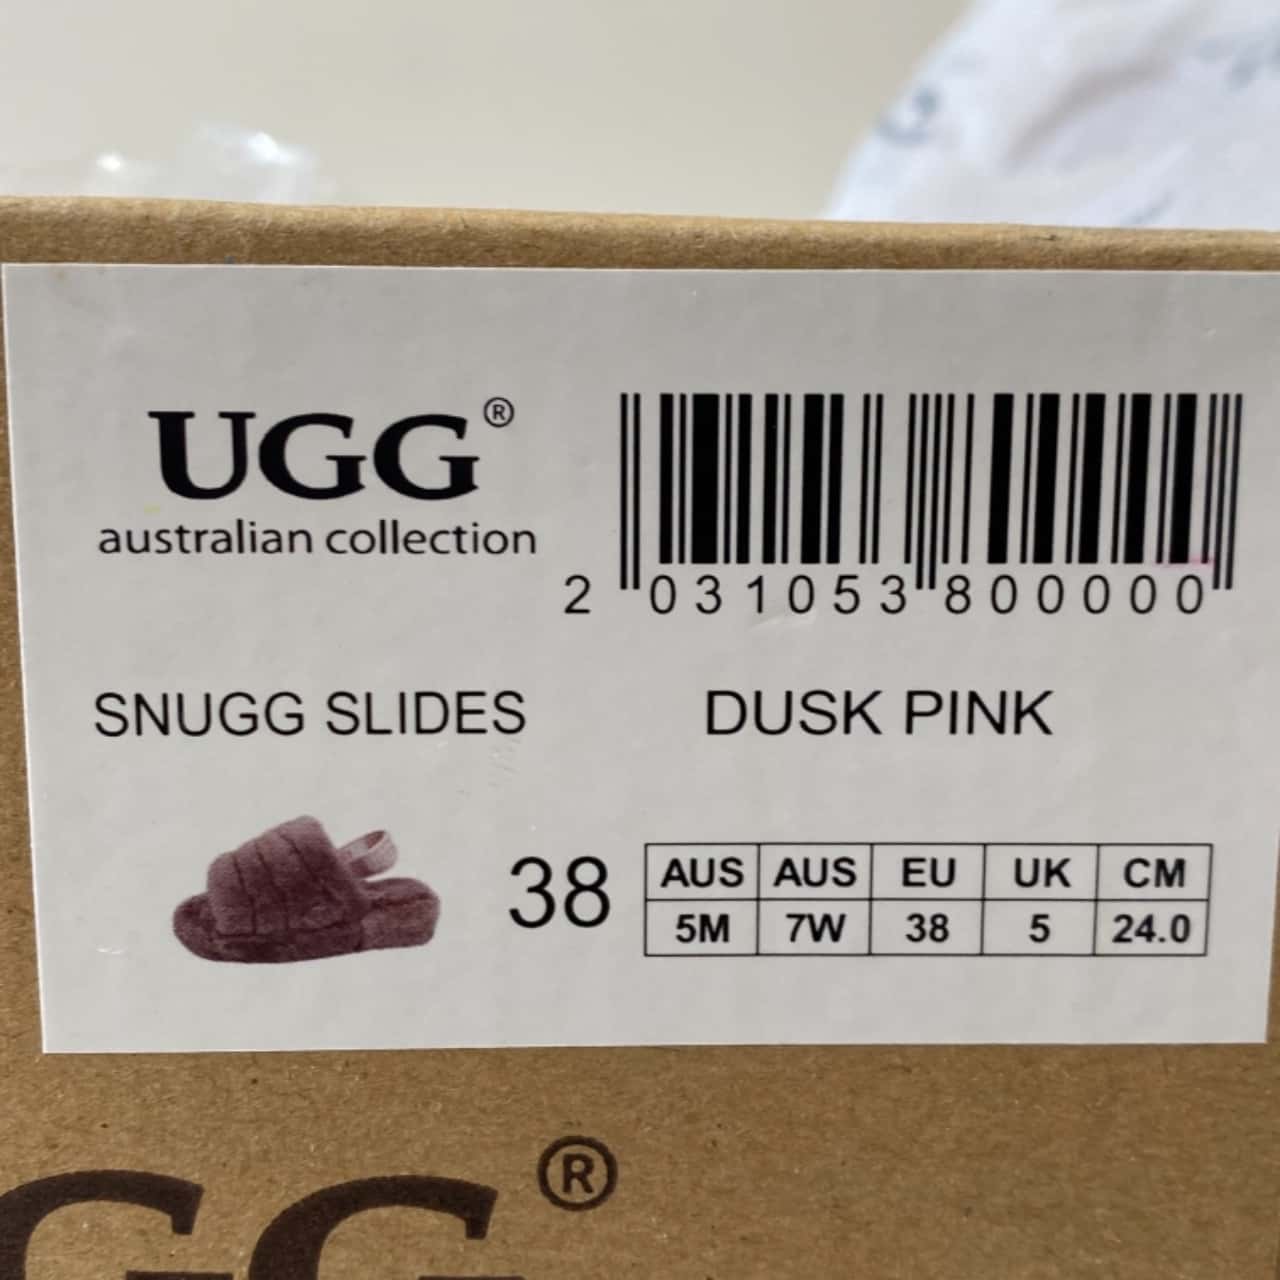 UGG®
australian collection
2 031053 800000
SNUGG SLIDES
DUSK PINK
38
AUS AUS EU UK CM
5M 7W 38 5 24.0
GG®